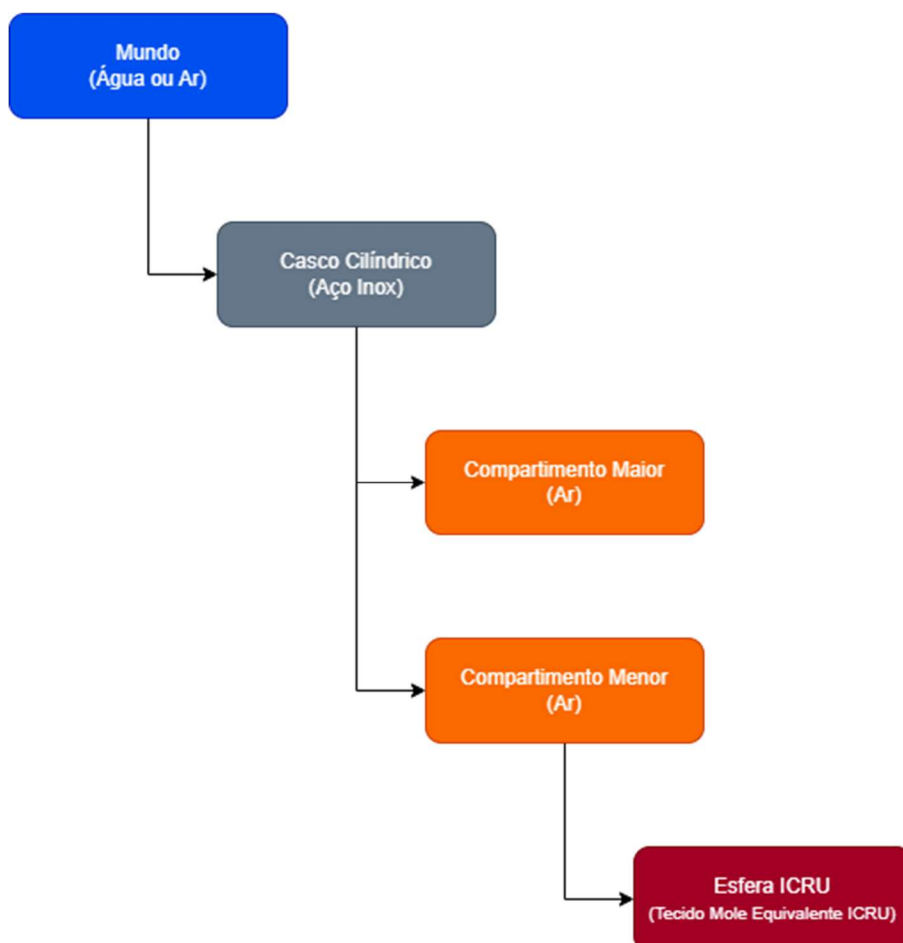 Mundo
(Água ou Ar)
Casco Cilíndrico
(Aço Inox)
Compartimento Maior
(Ar)
Compartimento Menor
(Ar)
Esfera ICRU
(Tecido Mole Equivalente ICRU)